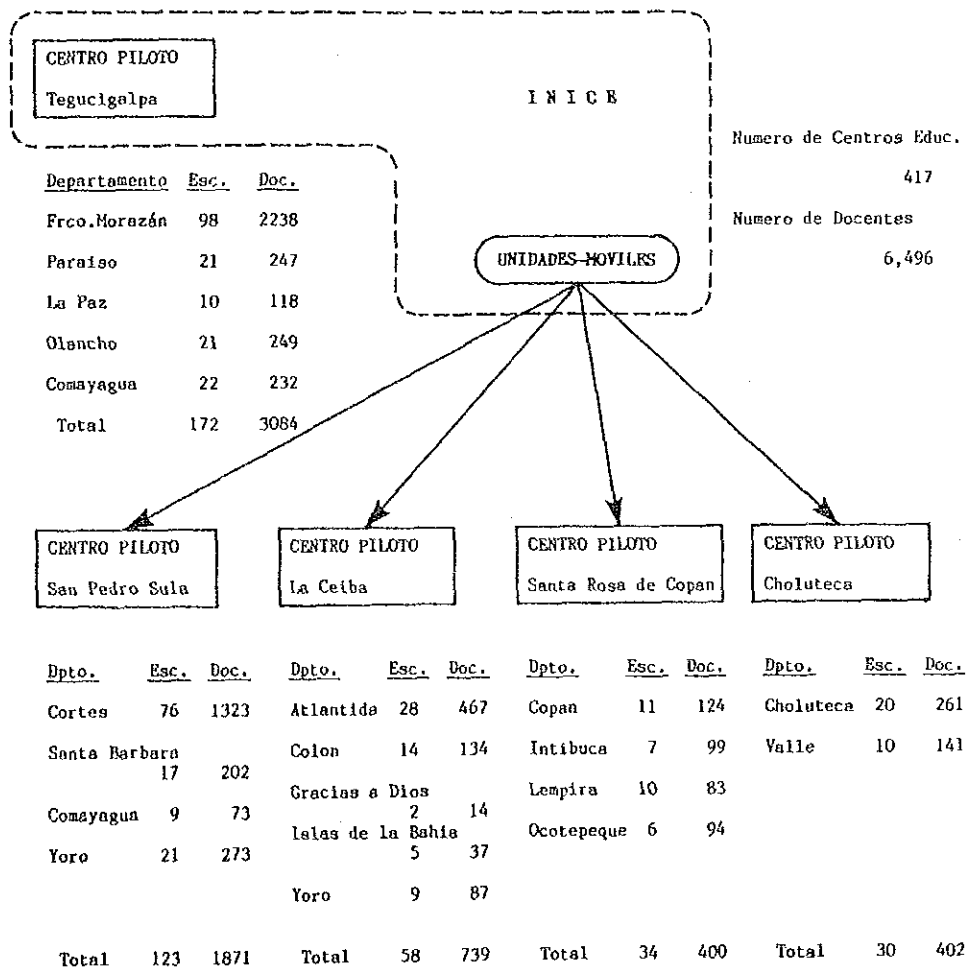 CENTRO PILOTO
Tegucigalpa
I N I C E
Numero de Centros Educ.
417
Numero de Docentes
6,496
Departamento Esc. Doc.
Frco.Morazán 98 2238
Paraiso 21 247
La Paz 10 118
Olancho 21 249
Comayagua 22 232
Total 172 3084
UNIDADES MOVILES
CENTRO PILOTO
San Pedro Sula
CENTRO PILOTO
La Ceiba
CENTRO PILOTO
Santa Rosa de Copan
CENTRO PILOTO
Choluteca
Dpto. Esc. Doc.
Cortes 76 1323
Santa Barbara
17 202
Comayagua 9 73
Yoro 21 273
Total 123 1871
Dpto. Esc. Doc.
Atlantida 28 467
Colon 14 134
Gracias a Dios
2 14
Islas de la Bahia
5 37
Yoro 9 87
Total 58 739
Dpto. Esc. Doc.
Copan 11 124
Intibuca 7 99
Lempira 10 83
Ocotepeque 6 94
Total 34 400
Dpto. Esc. Doc.
Choluteca 20 261
Valle 10 141
Total 30 402